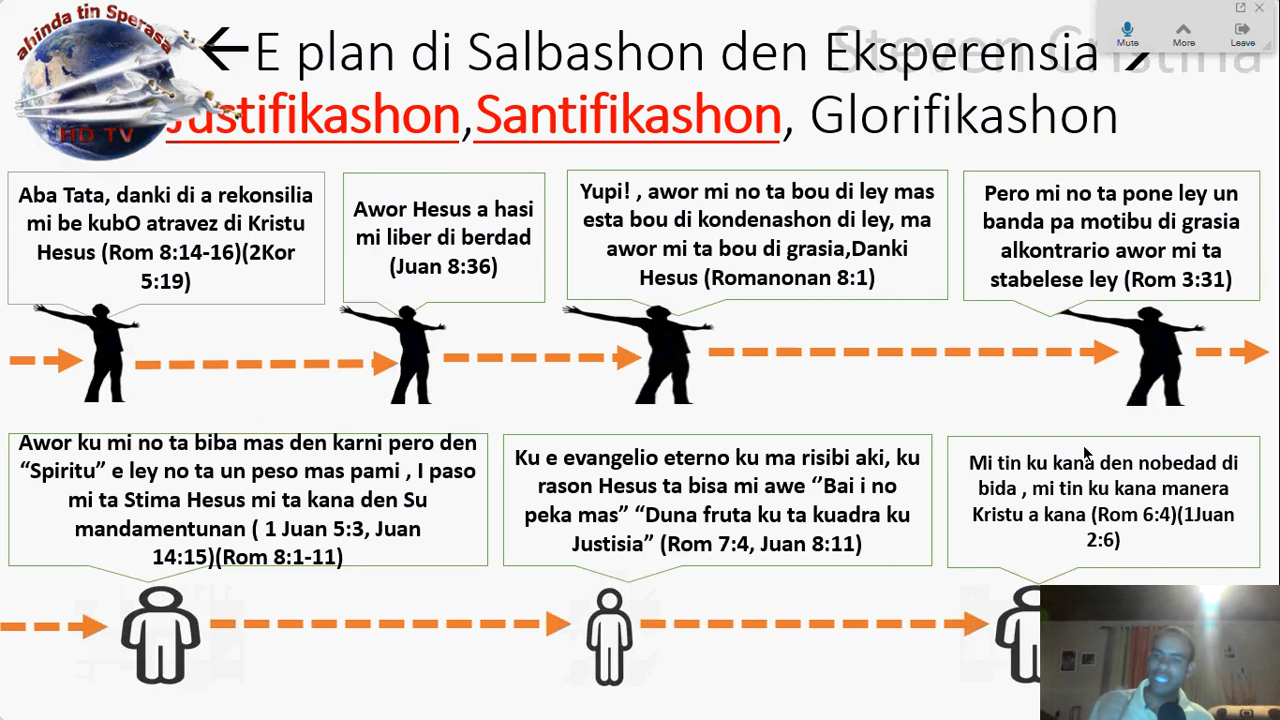 ahinda tin Sperasa
HD TV
E plan di Salbashon den Eksperensia
Justifikashon, Santifikashon, Glorifikashon
Steven Cristina
Mute
More
Leave
Aba Tata, danki di a rekonsilia
mi be kubO atravez di Kristu
Hesus (Rom 8:14-16)(2Kor
5:19)
Awor Hesus a hasi
mi liber di berdad
(Juan 8:36)
Yupi! , awor mi no ta bou di ley mas
esta bou di kondenashon di ley, ma
awor mi ta bou di grasia,Danki
Hesus (Romanonan 8:1)
Pero mi no ta pone ley un
banda pa motibu di grasia
alkontrario awor mi ta
stabelese ley (Rom 3:31)
Awor ku mi no ta biba mas den karni pero den
“Spiritu” e ley no ta un peso mas pami , I paso
mi ta Stima Hesus mi ta kana den Su
mandamentunan ( 1 Juan 5:3, Juan
14:15)(Rom 8:1-11)
Ku e evangelio eterno ku ma risibi aki, ku
rason Hesus ta bisa mi awe “Bai i no
peka mas” “Duna fruta ku ta kuadra ku
Justisia” (Rom 7:4, Juan 8:11)
Mi tin ku kana den nobedad di
bida , mi tin ku kana manera
Kristu a kana (Rom 6:4)(1Juan
2:6)